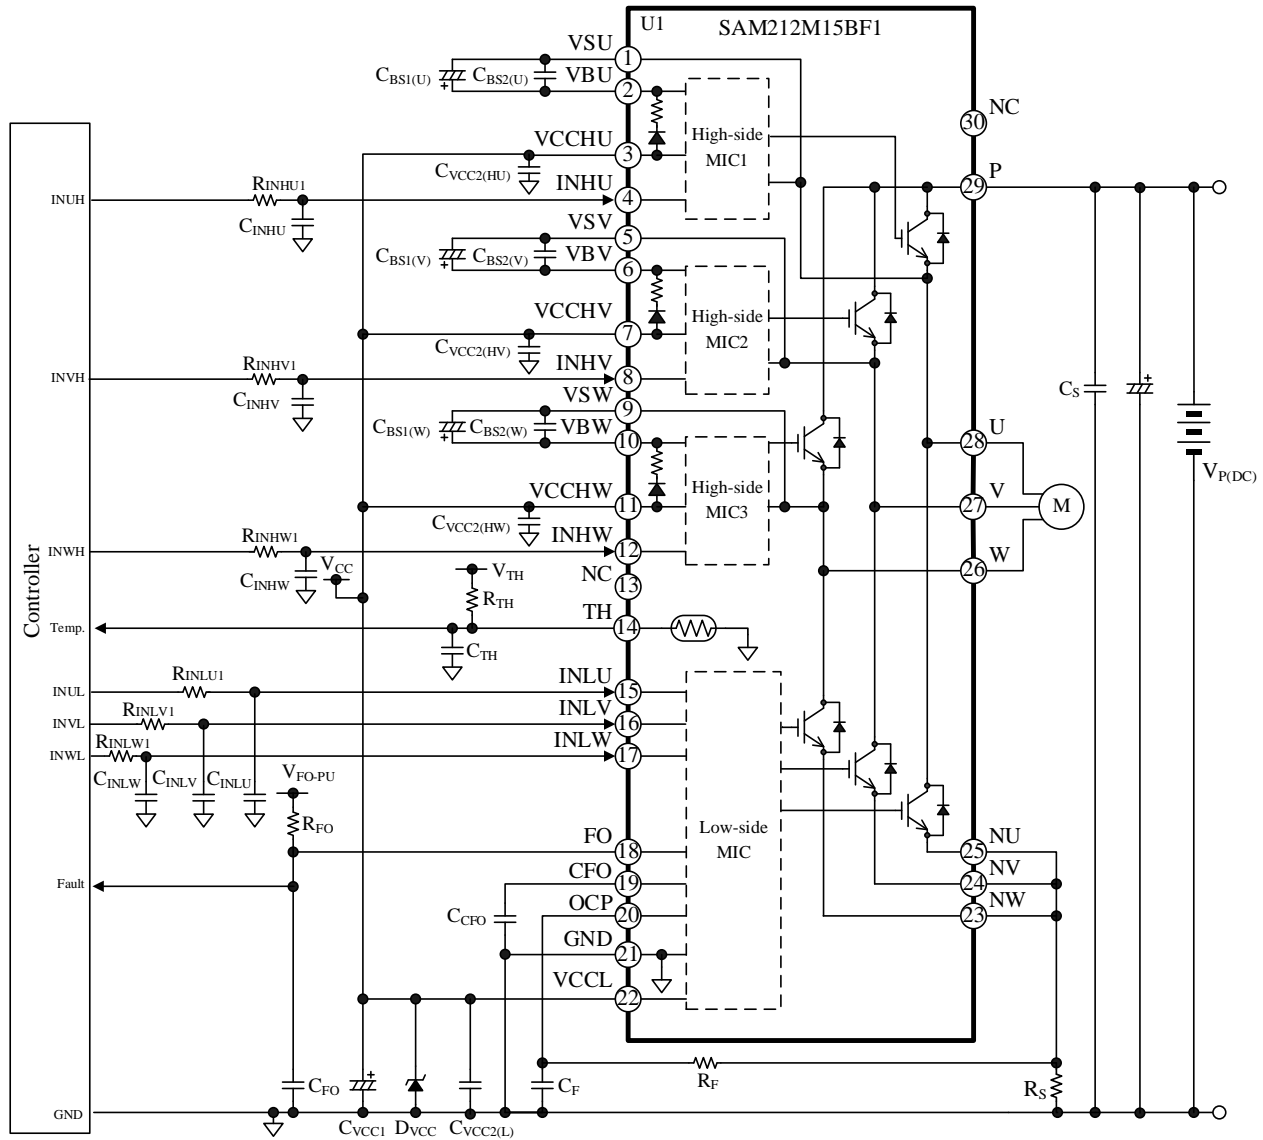 U1
SAM212M15BF1
VSU
1
CBS1(U)
CBS2(U)
VBU
2
VCCHU
3
CVCC2(HU)
High-side
MIC1
NC
30
P
29
INUH
RINHU1
CINHU
INHU
4
VSV
5
CBS1(V)
CBS2(V)
VBV
6
VCCHV
7
CVCC2(HV)
High-side
MIC2
INVH
RINHV1
CINHV
INHV
8
VSW
9
CBS1(W)
CBS2(W)
VBW
10
VCCHW
11
CVCC2(HW)
High-side
MIC3
CS
VP(DC)
U
28
V
27
M
W
26
Controller
INWH
RINHW1
CINHW
VCC
INHW
12
NC
13
VTH
RTH
TH
14
Temp.
CTH
INUL
RINLU1
INLU
15
INVL
RINLV1
INLV
16
INWL
RINLW1
INLW
17
CINLW
CINLV
CINLU
VFO-PU
RFO
Low-side
MIC
FO
18
Fault
CFO
19
OCP
20
CCFO
GND
21
VCCL
22
NU
25
NV
24
NW
23
RF
RS
GND
CFO
CVCC1
DVCC
CVCC2(L)
CF